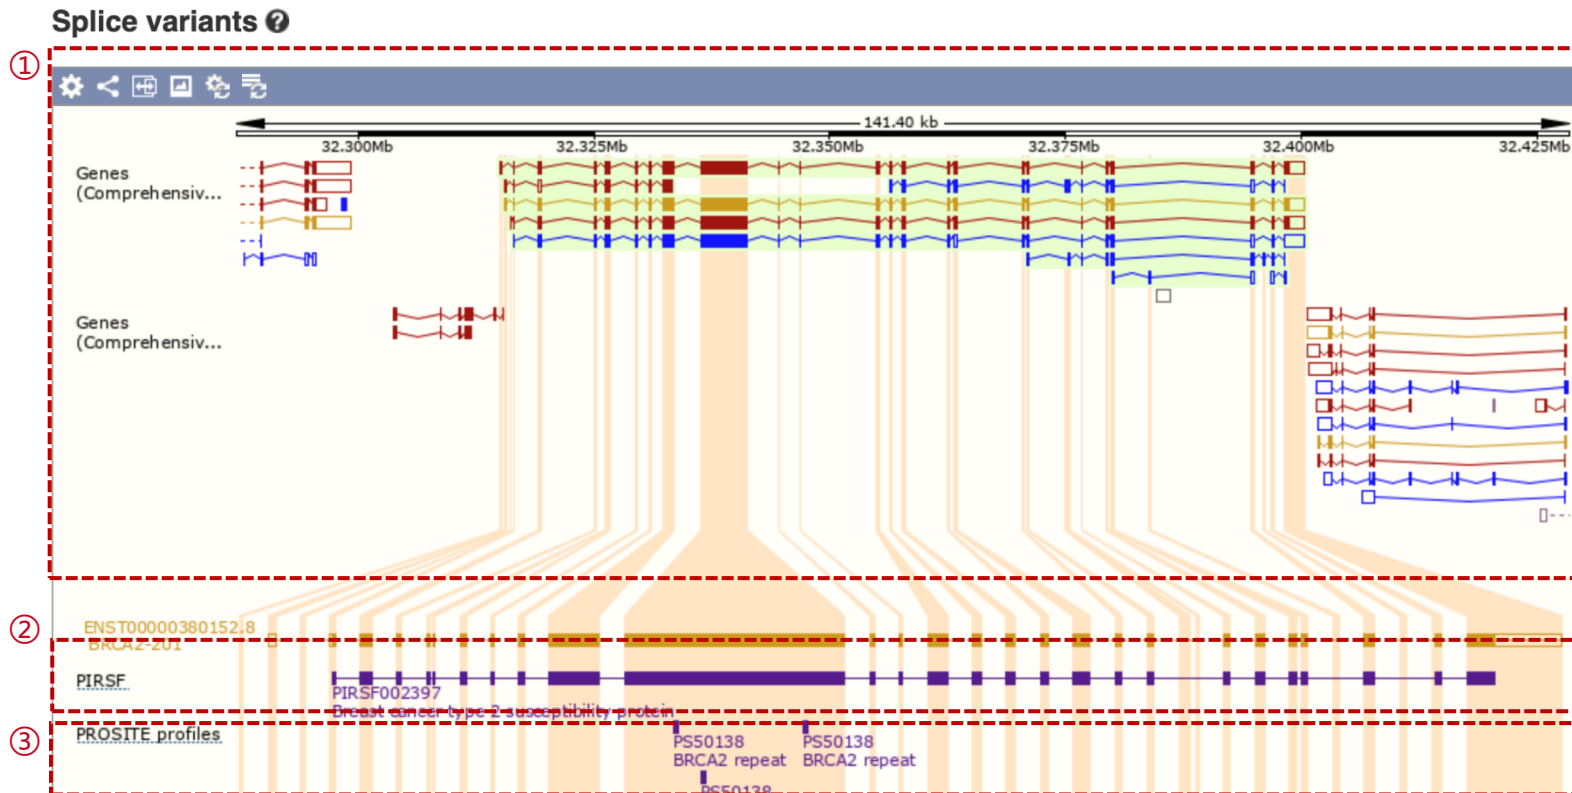 Splice variants ?
①
141.40 kb
32.300Mb 32.325Mb 32.350Mb 32.375Mb 32.400Mb 32.425Mb
Genes
(Comprehensiv...
Genes
(Comprehensiv...
②
ENST00000380152.8
BRCA2-201
PIRSF
PIRSF002397
Breast cancer type 2 susceptibility protein
③
PROSITE profiles
PS50138 PS50138
BRCA2 repeat BRCA2 repeat
PS50138